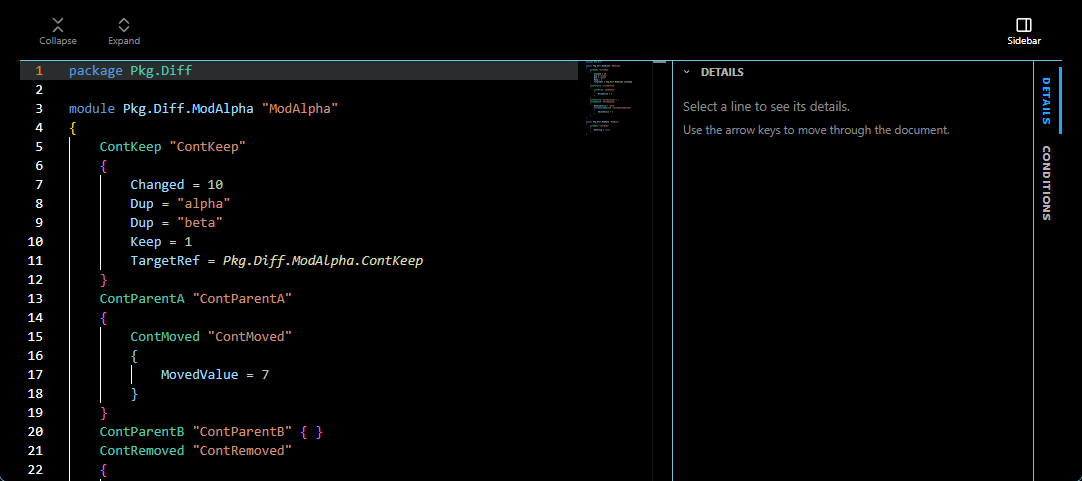 Collapse Expand Sidebar
1 package Pkg.Diff
2
3 module Pkg.Diff.ModAlpha "ModAlpha"
4 {
5 ContKeep "ContKeep"
6 {
7 Changed = 10
8 Dup = "alpha"
9 Dup = "beta"
10 Keep = 1
11 TargetRef = Pkg.Diff.ModAlpha.ContKeep
12 }
13 ContParentA "ContParentA"
14 {
15 ContMoved "ContMoved"
16 {
17 MovedValue = 7
18 }
19 }
20 ContParentB "ContParentB" { }
21 ContRemoved "ContRemoved"
22 {
DETAILS
Select a line to see its details.
Use the arrow keys to move through the document.
DETAILS
CONDITIONS